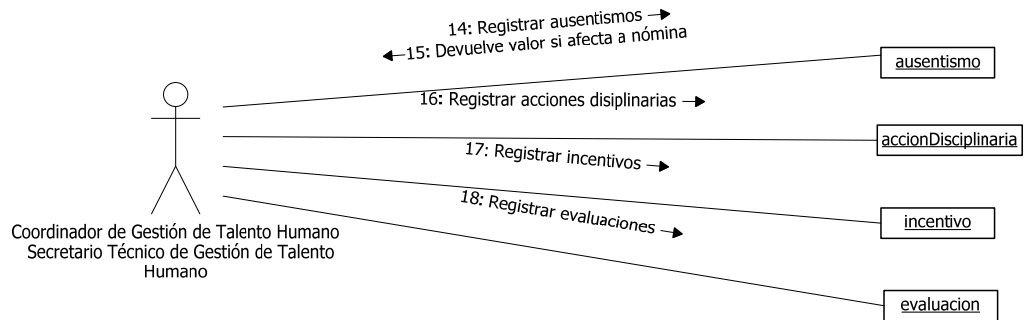 14: Registrar ausentismos
15: Devuelve valor si afecta a nómina
ausentismo
16: Registrar acciones disiplinarias
accionDisciplinaria
17: Registrar incentivos
18: Registrar evaluaciones
incentivo
Coordinador de Gestión de Talento Humano
Secretario Técnico de Gestión de Talento
Humano
evaluacion